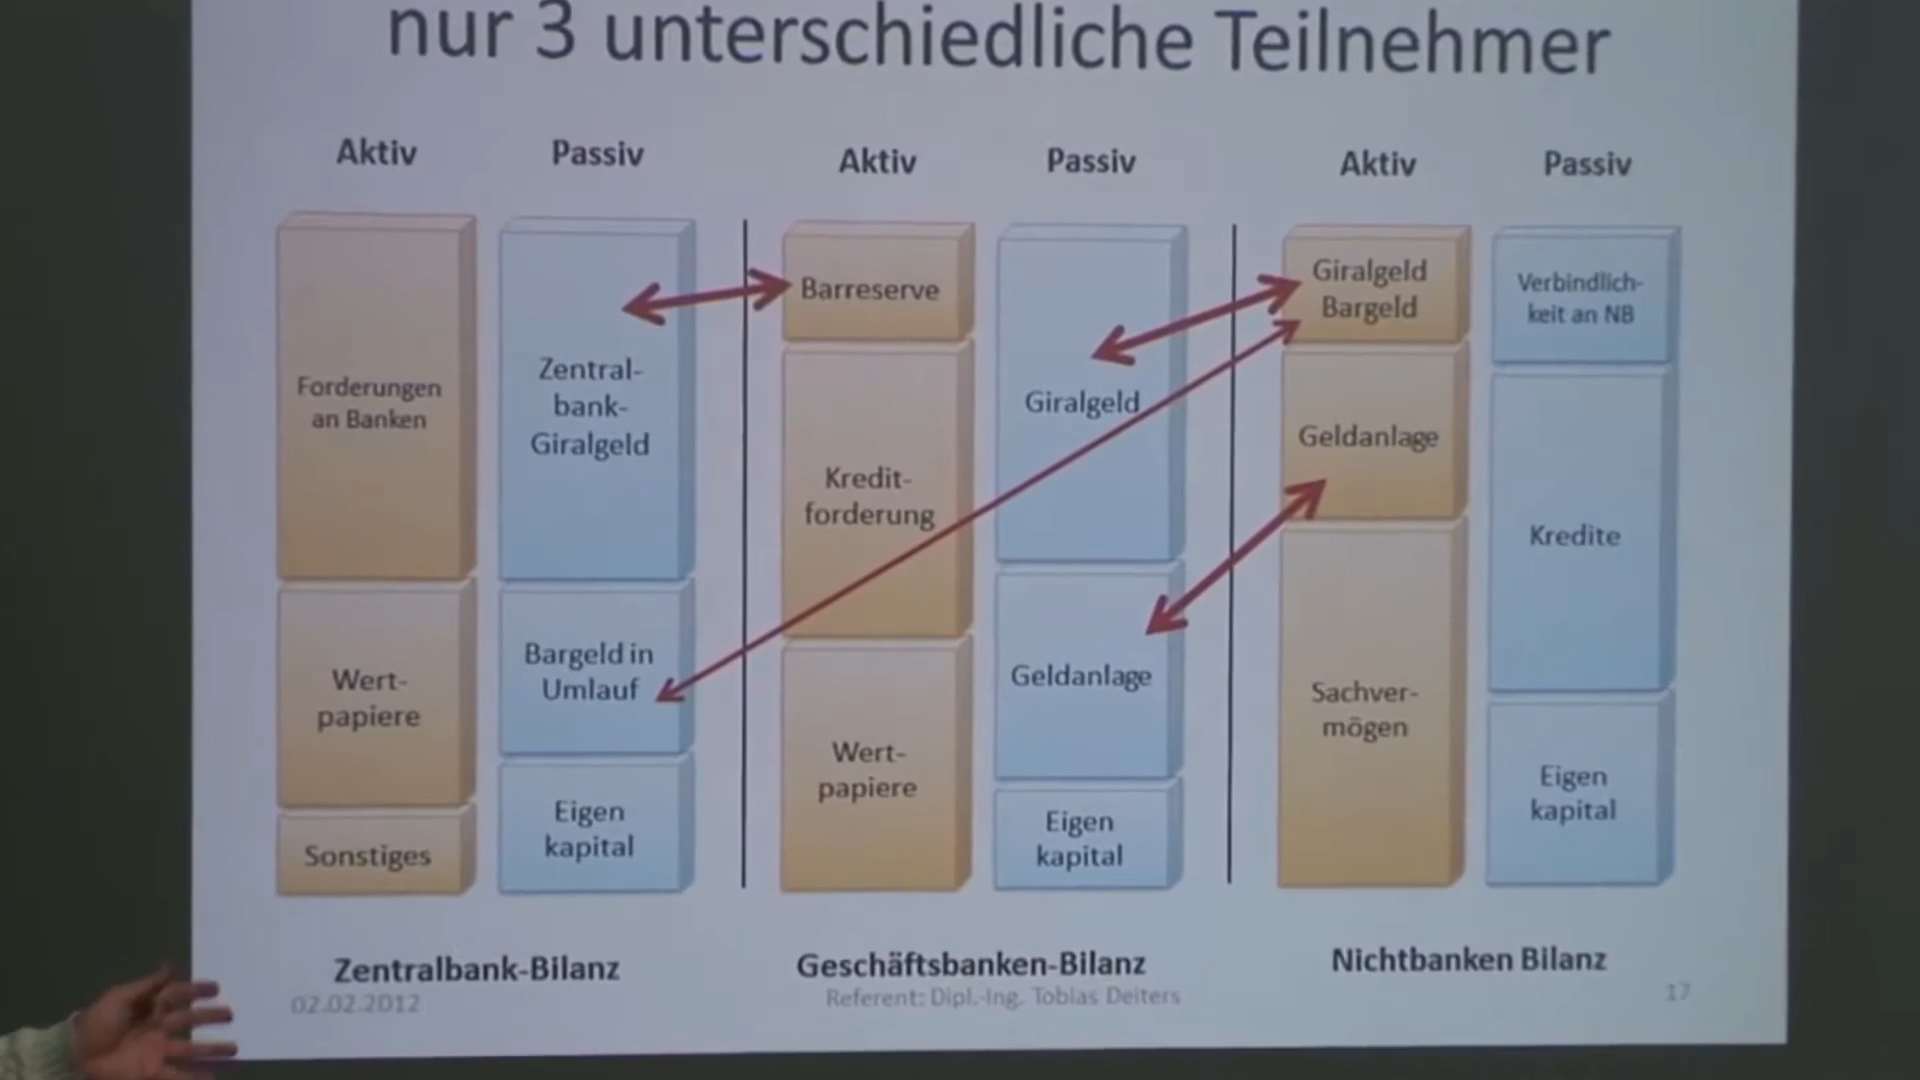 nur 3 unterschiedliche Teilnehmer
Aktiv
Passiv
Aktiv
Passiv
Aktiv
Passiv
Forderungen
an Banken
Wert-
papiere
Sonstiges
Zentral-
bank-
Giralgeld
Bargeld in
Umlauf
Eigen
kapital
Barreserve
Kredit-
forderung
Wert-
papiere
Giralgeld
Geldanlage
Eigen
kapital
Giralgeld
Bargeld
Geldanlage
Sachver-
mögen
Verbindlich-
keit an NB
Kredite
Eigen
kapital
Zentralbank-Bilanz
Geschäftsbanken-Bilanz
Nichtbanken Bilanz
02.02.2012
Referent: Dipl.-Ing. Tobias Deiters
17